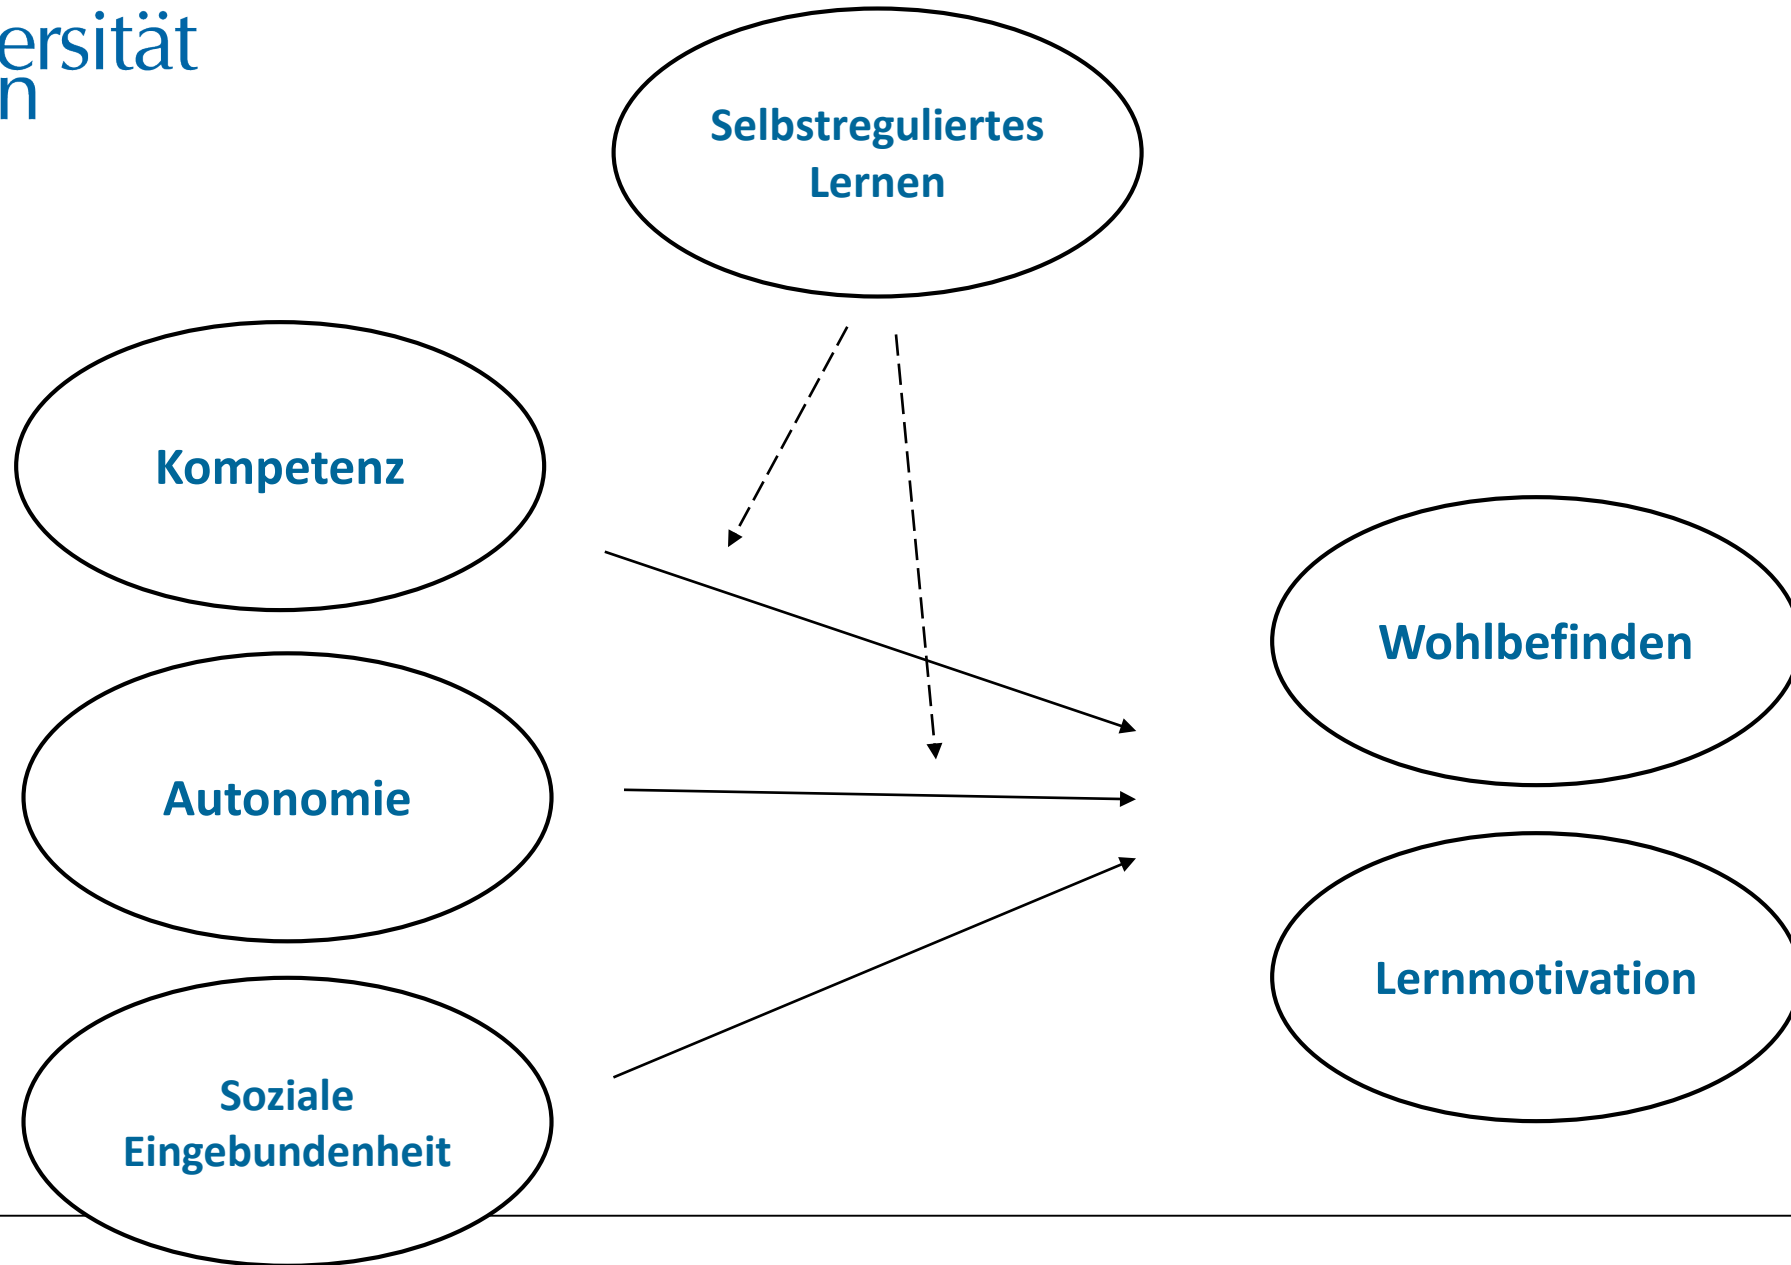 ersität
n
Selbstreguliertes
Lernen
Kompetenz
Wohlbefinden
Autonomie
Lernmotivation
Soziale
Eingebundenheit